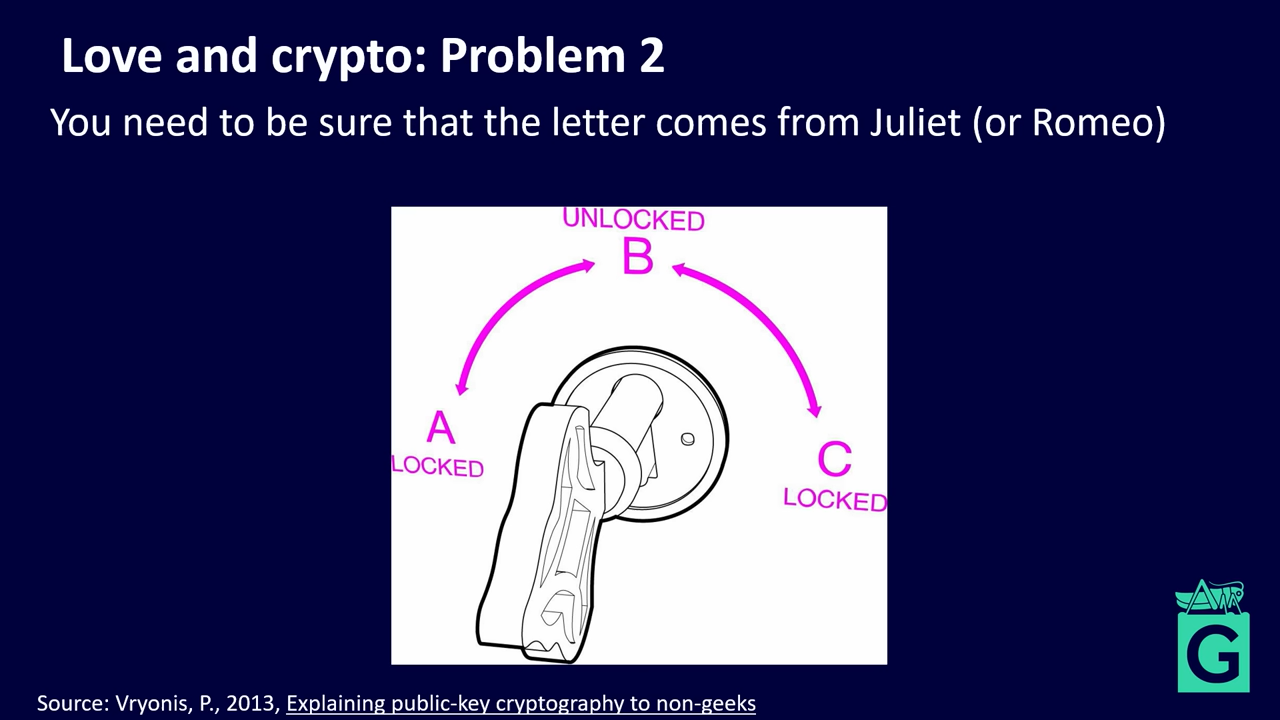 Love and crypto: Problem 2
You need to be sure that the letter comes from Juliet (or Romeo)
UNLOCKED
B
A
LOCKED
C
LOCKED
G
Source: Vryonis, P., 2013, Explaining public-key cryptography to non-geeks